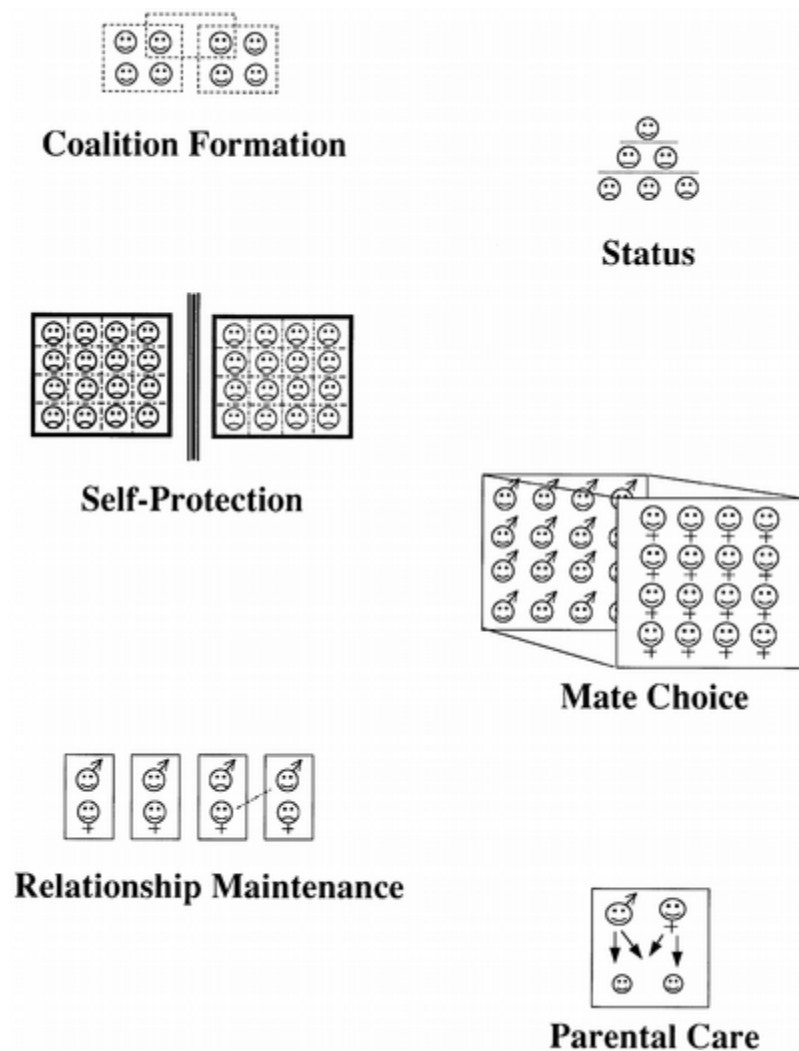 Coalition Formation
Status
Self-Protection
Mate Choice
Relationship Maintenance
Parental Care